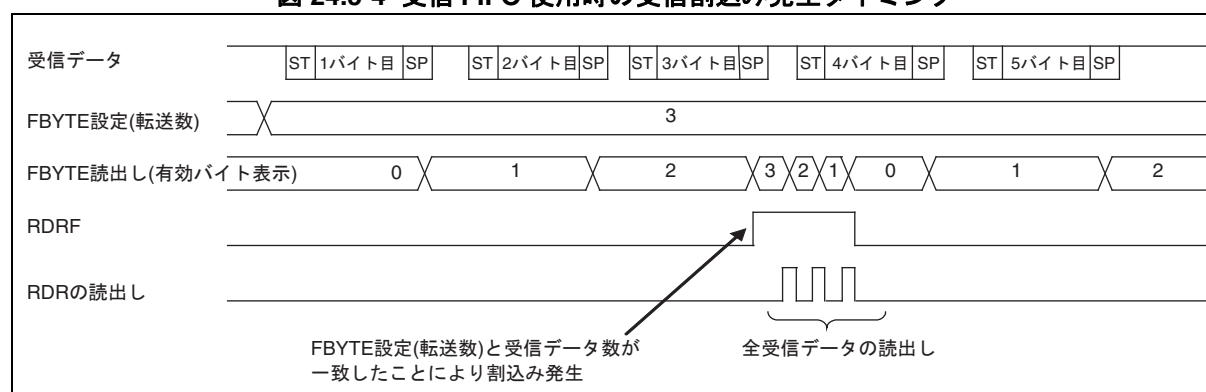 図 24.3-4 受信 FIFO 使用時の受信割込み発生タイミング
受信データ ST 1バイト目 SP ST 2バイト目 SP ST 3バイト目 SP ST 4バイト目 SP ST 5バイト目 SP
FBYTE設定(転送数) 3
FBYTE読出し(有効バイト表示) 0 1 2 3 2 1 0 1 2
RDRF
RDRの読出し
FBYTE設定(転送数)と受信データ数が
一致したことにより割込み発生
全受信データの読出し